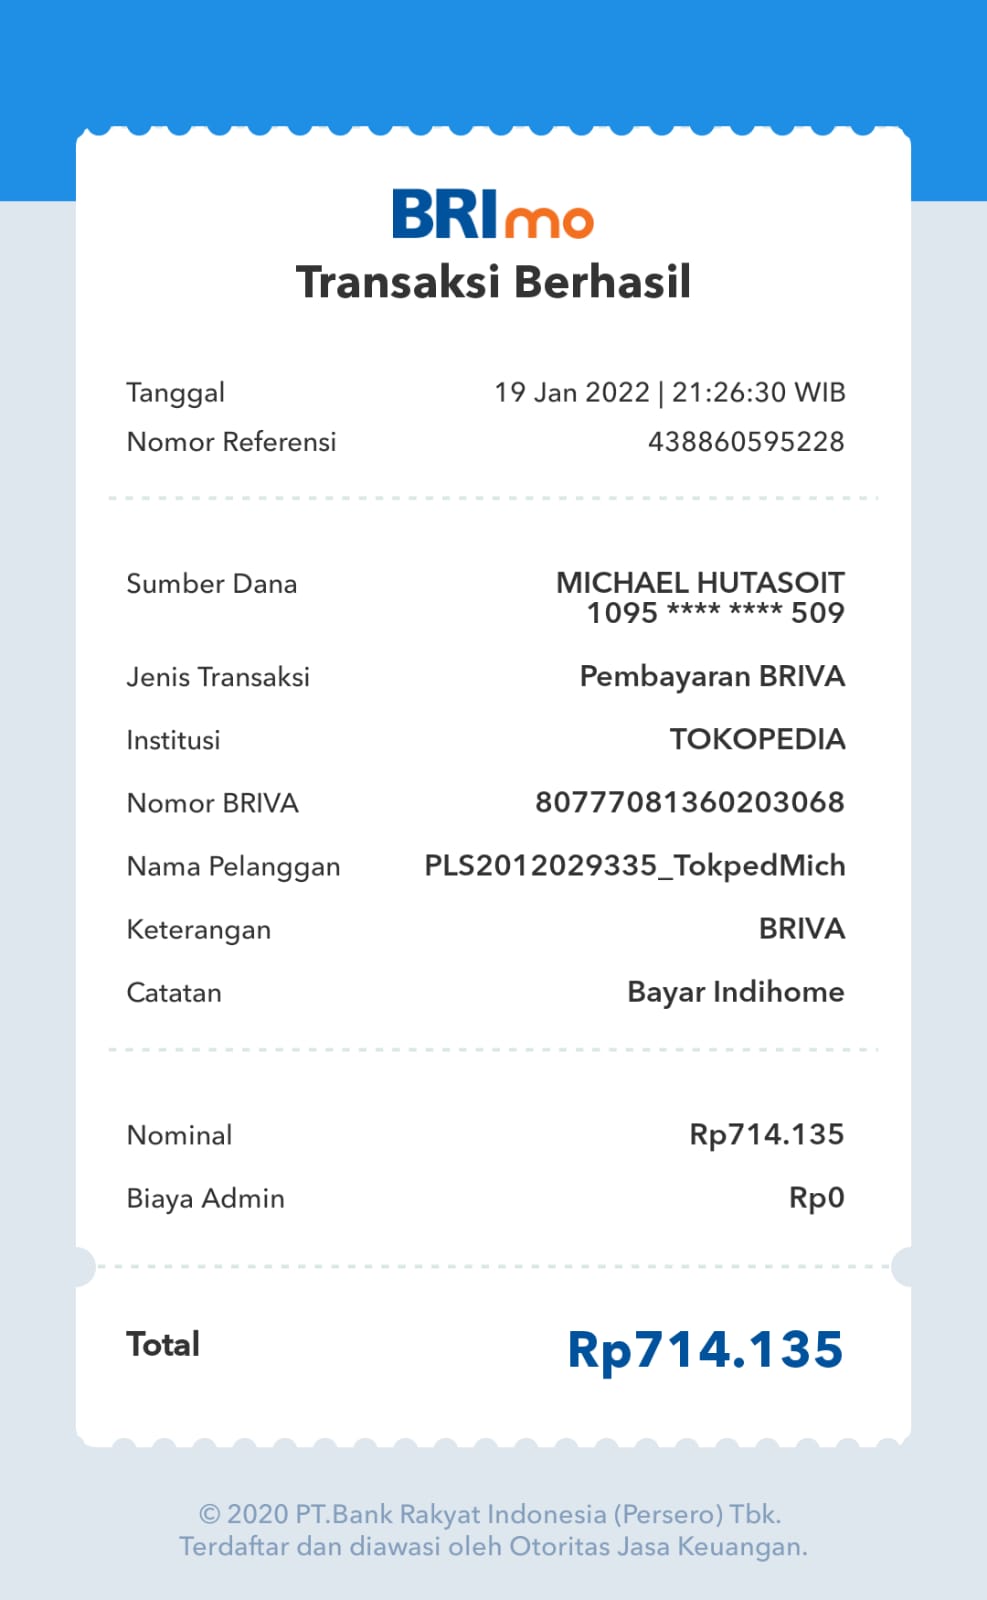 BRImo
Transaksi Berhasil
Tanggal 19 Jan 2022 | 21:26:30 WIB
Nomor Referensi 438860595228
Sumber Dana MICHAEL HUTASOIT
1095 **** **** 509
Jenis Transaksi Pembayaran BRIVA
Institusi TOKOPEDIA
Nomor BRIVA 80777081360203068
Nama Pelanggan PLS2012029335_TokpedMich
Keterangan BRIVA
Catatan Bayar Indihome
Nominal Rp714.135
Biaya Admin Rp0
Total Rp714.135
© 2020 PT.Bank Rakyat Indonesia (Persero) Tbk.
Terdaftar dan diawasi oleh Otoritas Jasa Keuangan.